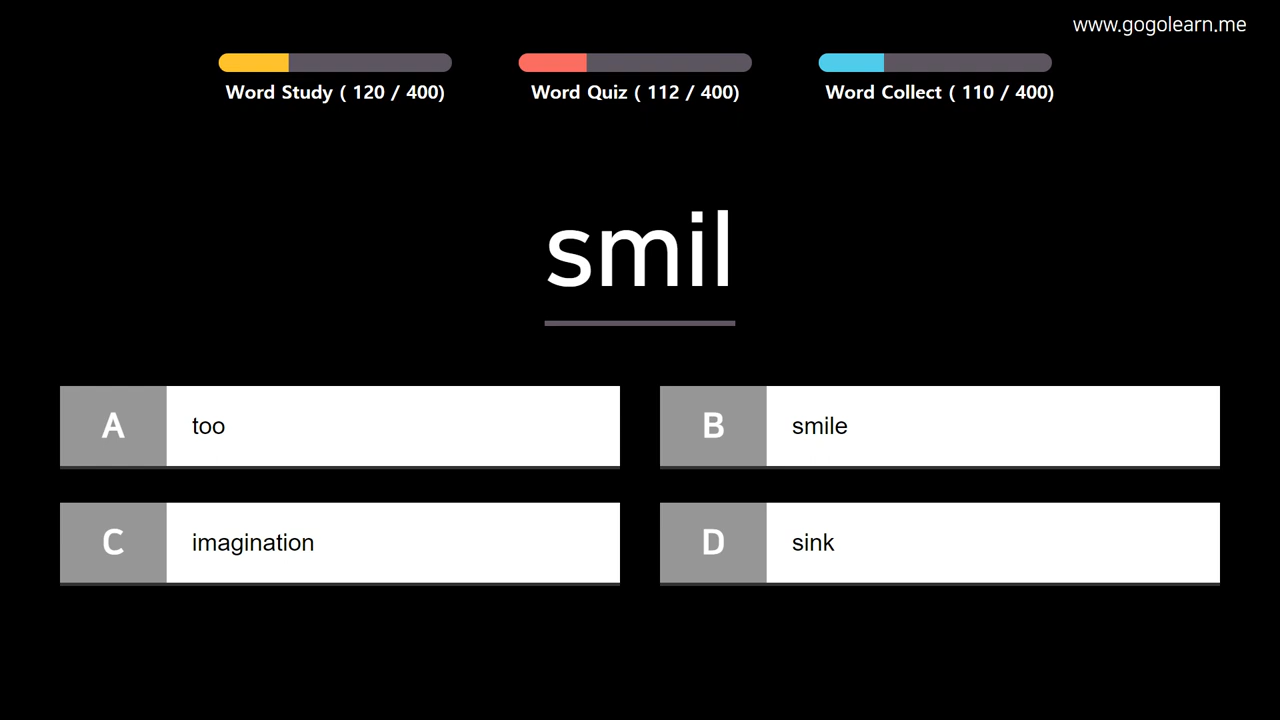 www.gogolearn.me
Word Study ( 120 / 400)
Word Quiz ( 112 / 400)
Word Collect ( 110 / 400)
smil
A too
B smile
C imagination
D sink